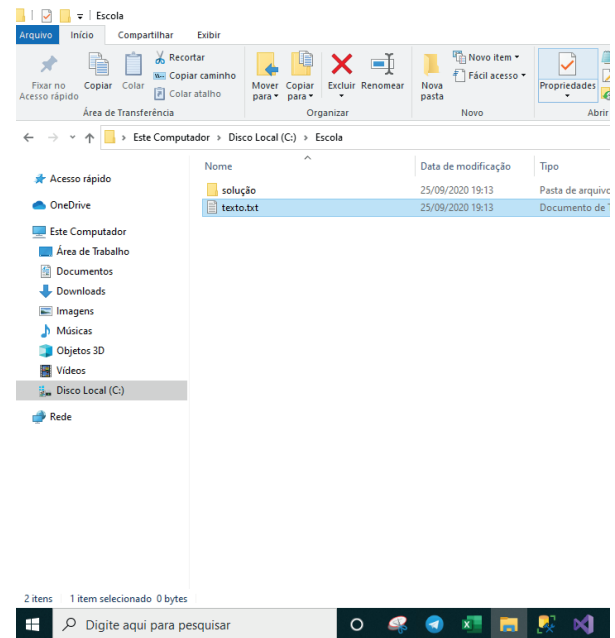 Escola
Arquivo Início Compartilhar Exibir
Fixar no Acesso rápido
Copiar
Colar
Recortar
Copiar caminho
Colar atalho
Mover para
Copiar para
Excluir
Renomear
Nova pasta
Novo item
Fácil acesso
Propriedades
Área de Transferência Organizar Novo Abrir
Este Computador > Disco Local (C:) > Escola
Nome Data de modificação Tipo
solução 25/09/2020 19:13 Pasta de arquivo
texto.txt 25/09/2020 19:13 Documento de T
Acesso rápido
OneDrive
Este Computador
Área de Trabalho
Documentos
Downloads
Imagens
Músicas
Objetos 3D
Vídeos
Disco Local (C:)
Rede
2 itens 1 item selecionado 0 bytes
Digite aqui para pesquisar